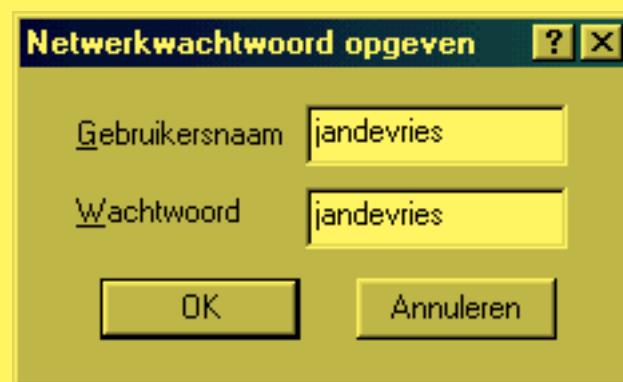 Netwerkwachtwoord opgeven ? ×
Gebruikersnaam jandevries
Wachtwoord jandevries
OK Annuleren